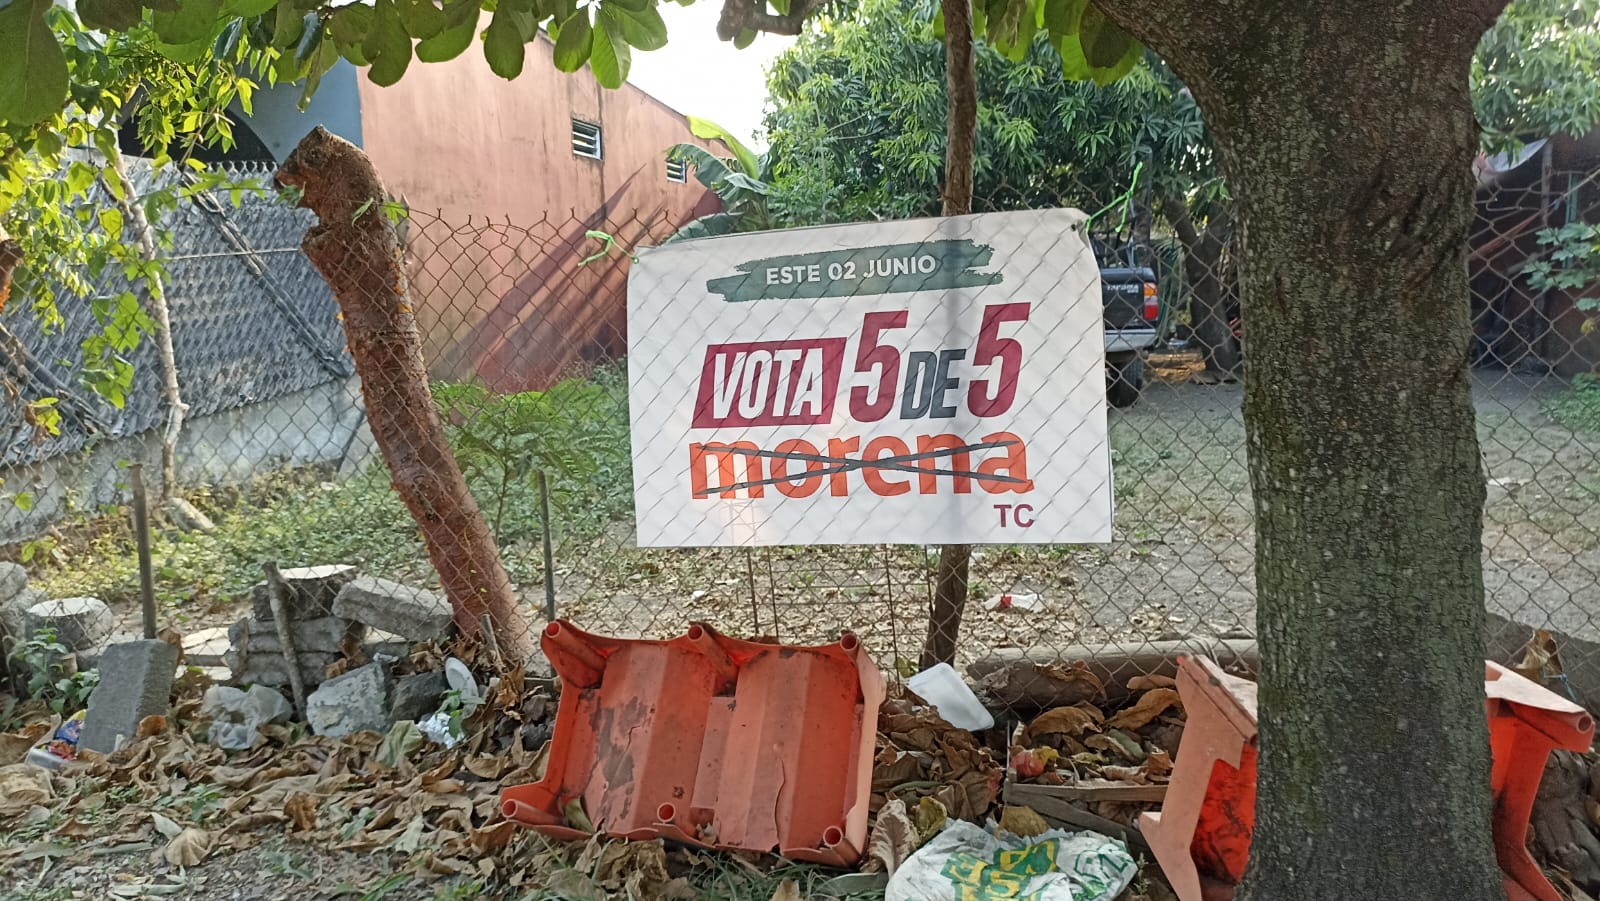 ESTE 02 JUNIO
VOTA 5 DE 5
morena
TC